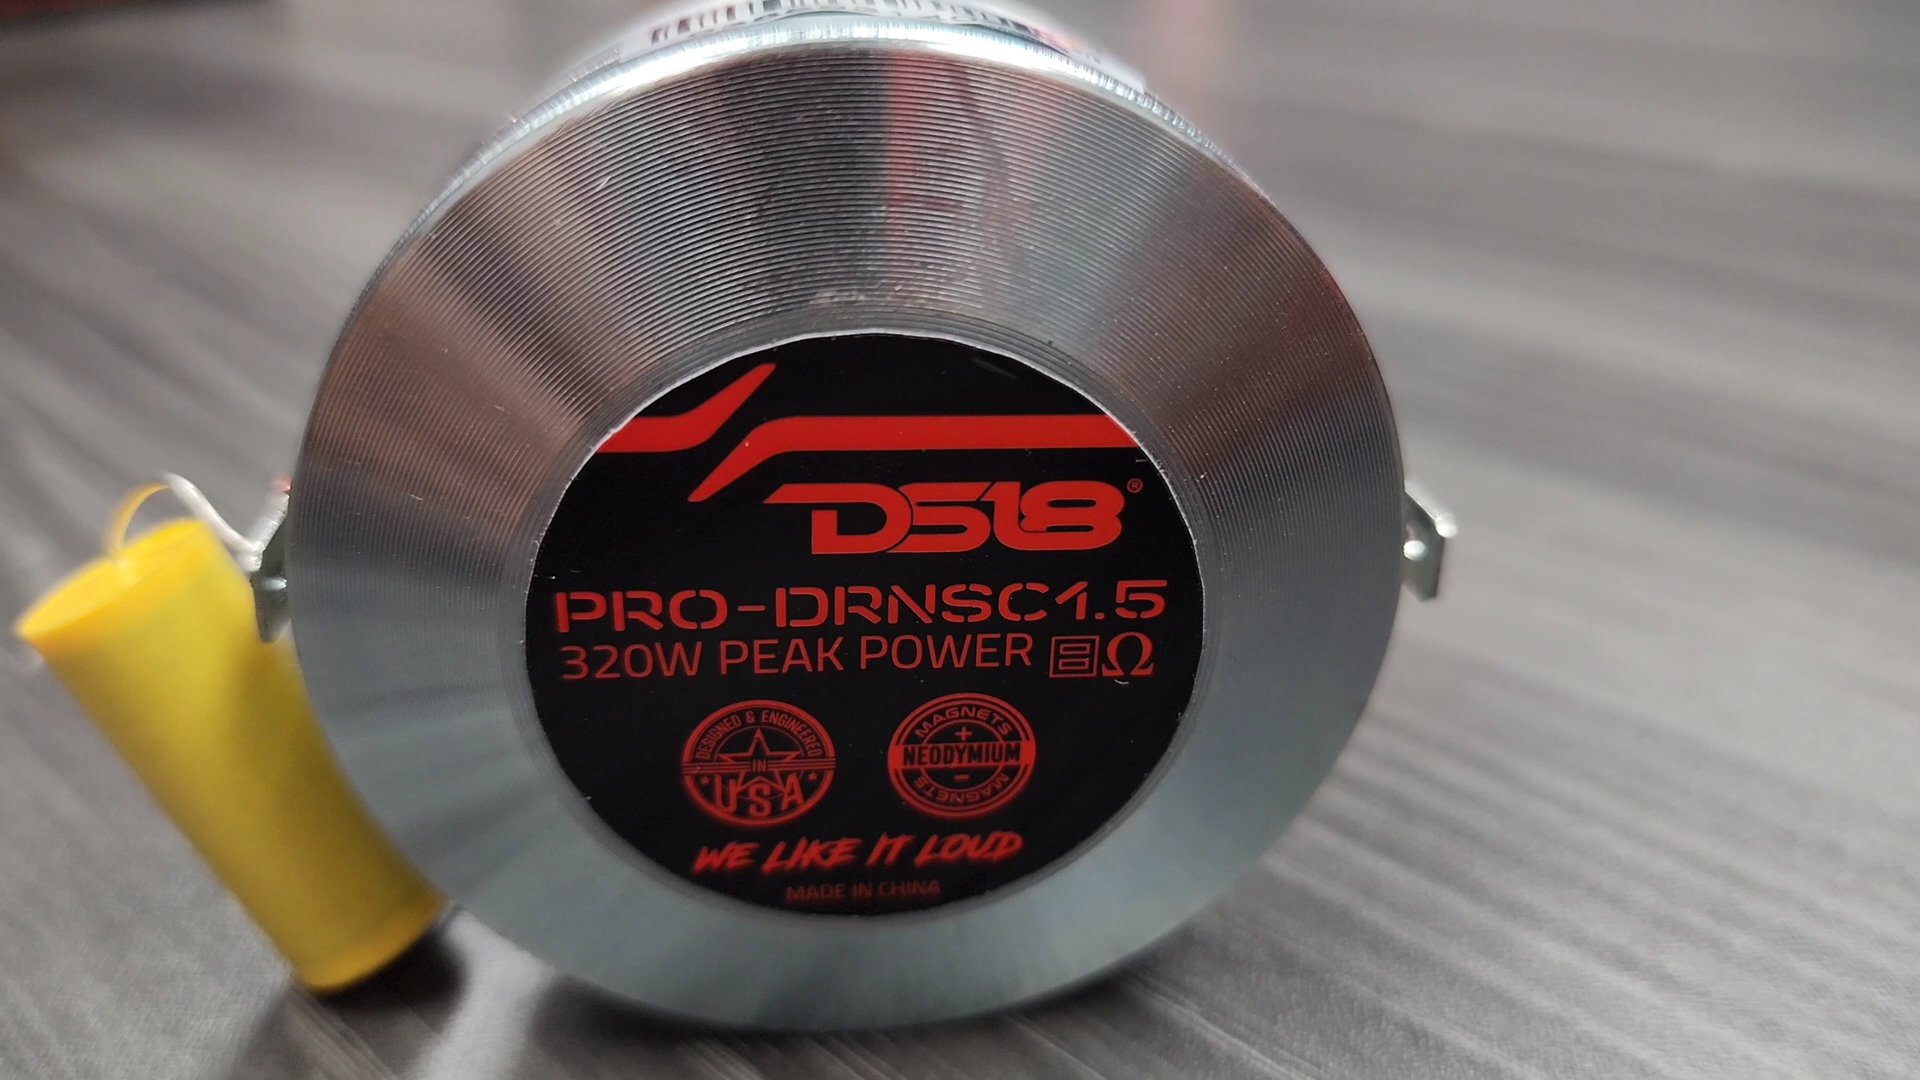 DS18®
PRO-DRNSC1.5
320W PEAK POWER 8Ω
DESIGNED & ENGINEERED
IN
USA
MAGNETS
+
NEODYMIUM
-
MAGNETS
WE LIKE IT LOUD
MADE IN CHINA